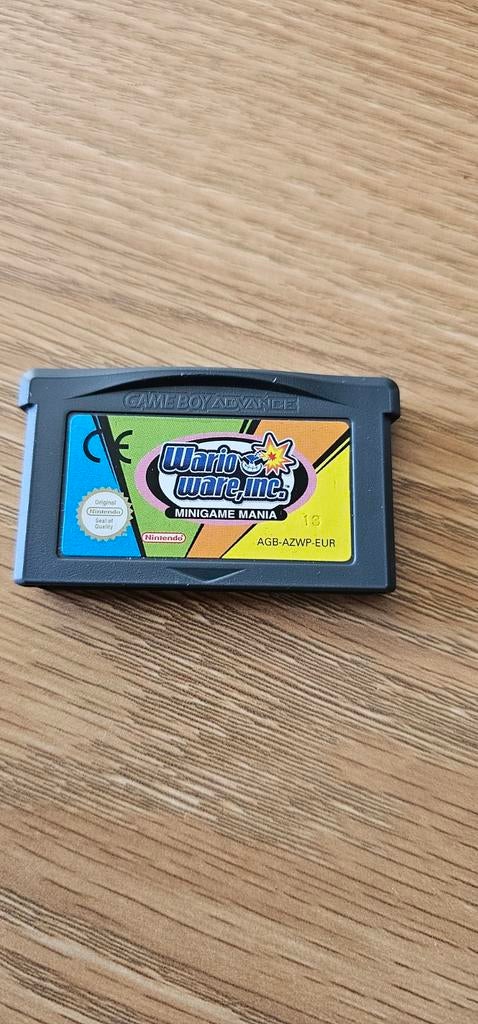 GAME BOY ADVANCE
CE
Wario
ware,inc.
MINIGAME MANIA
Original
Nintendo
Seal of
Quality
Nintendo
13
AGB-AZWP-EUR